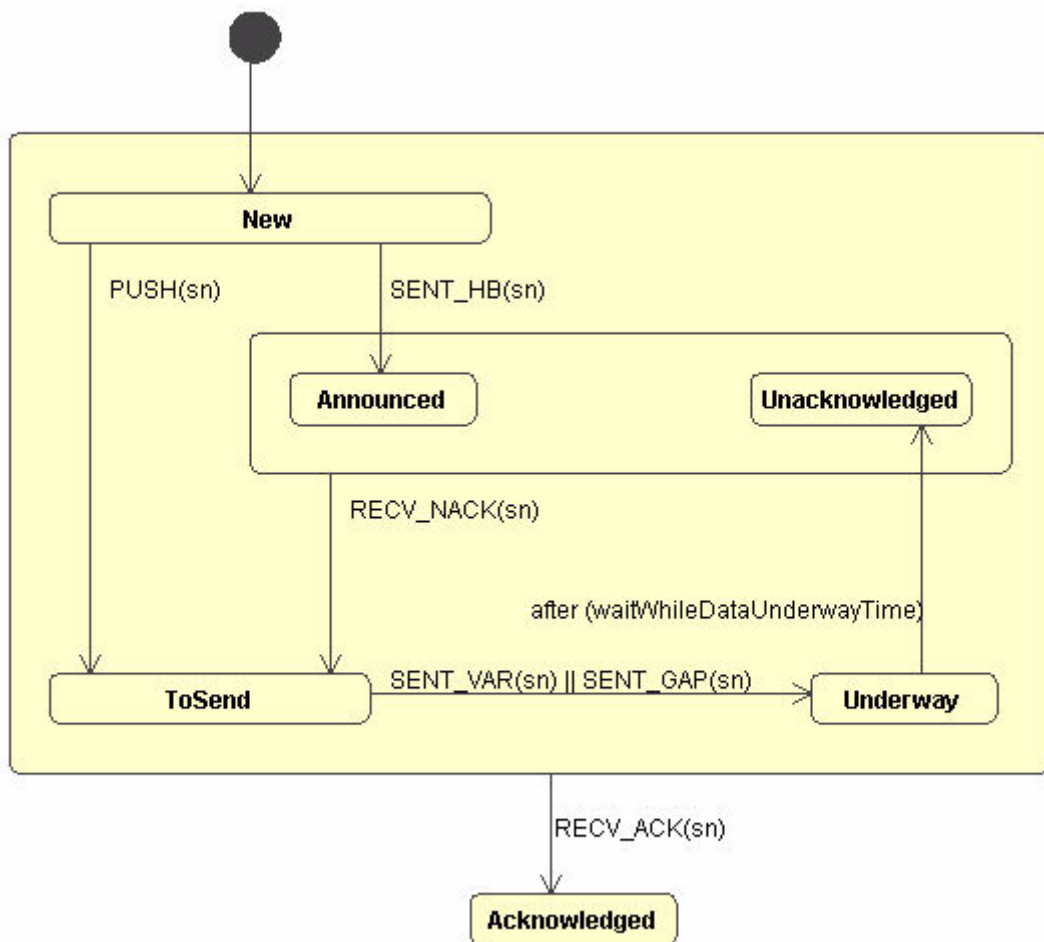 New
PUSH(sn)
SENT_HB(sn)
Announced
Unacknowledged
RECV_NACK(sn)
after (waitWhileDataUnderwayTime)
SENT_VAR(sn) || SENT_GAP(sn)
ToSend
Underway
RECV_ACK(sn)
Acknowledged